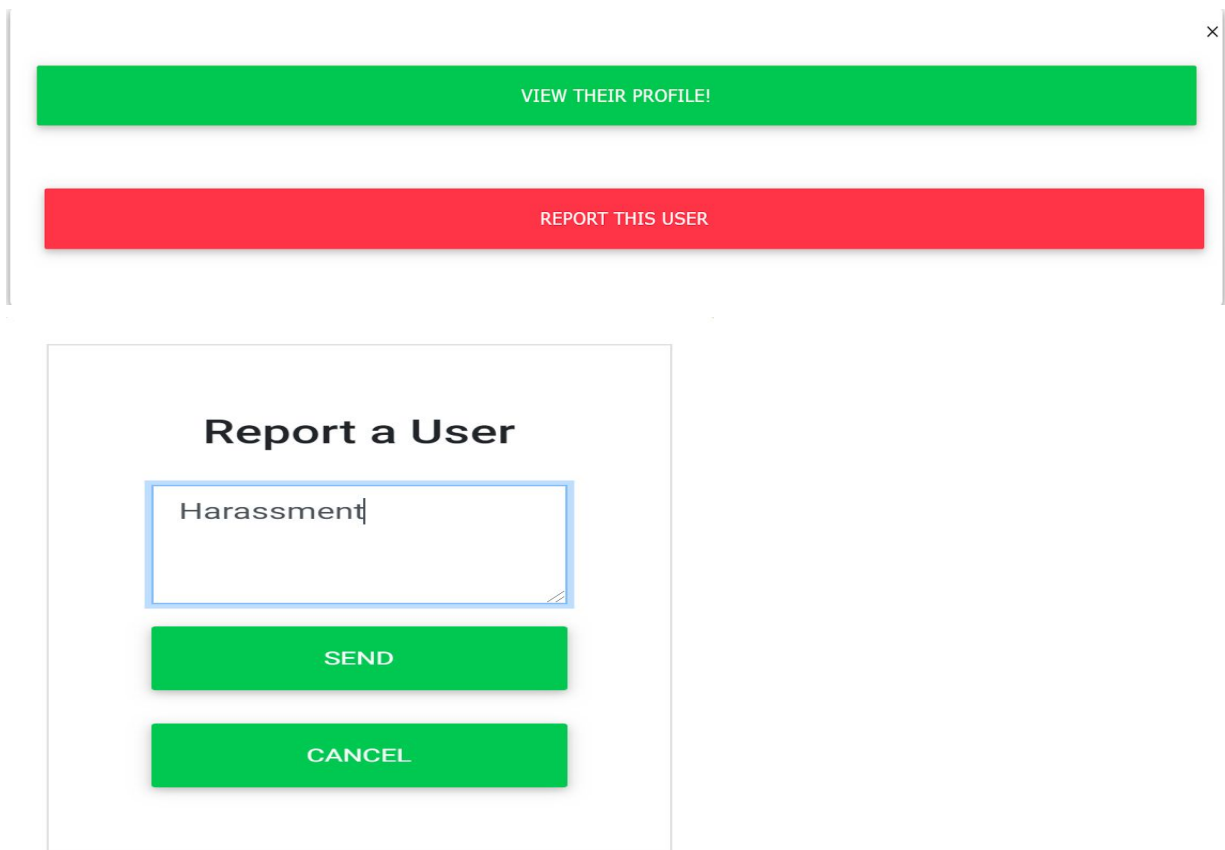 VIEW THEIR PROFILE!
REPORT THIS USER
Report a User
Harassment
SEND
CANCEL